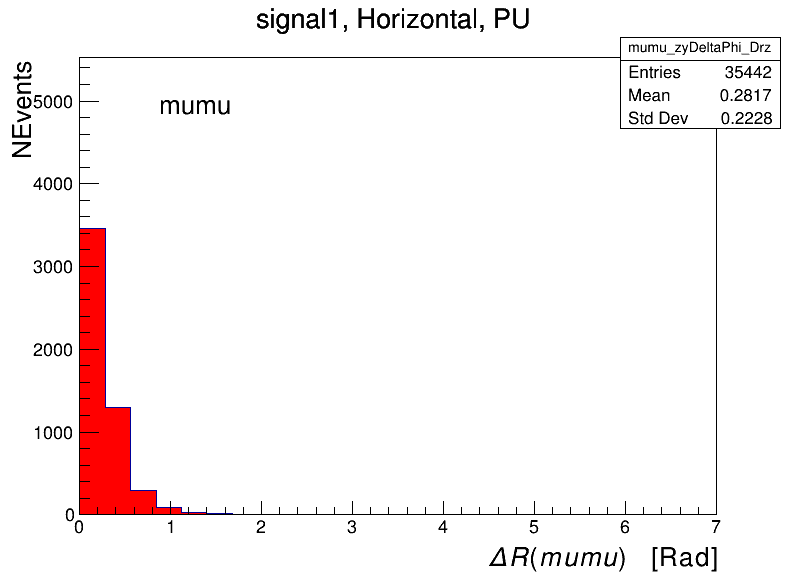 signal1, Horizontal, PU
mumu_zyDeltaPhi_Drz
Entries 35442
Mean 0.2817
Std Dev 0.2228
NEvents
mumu
5000
4000
3000
2000
1000
0
0 1 2 3 4 5 6 7
ΔR(mumu) [Rad]